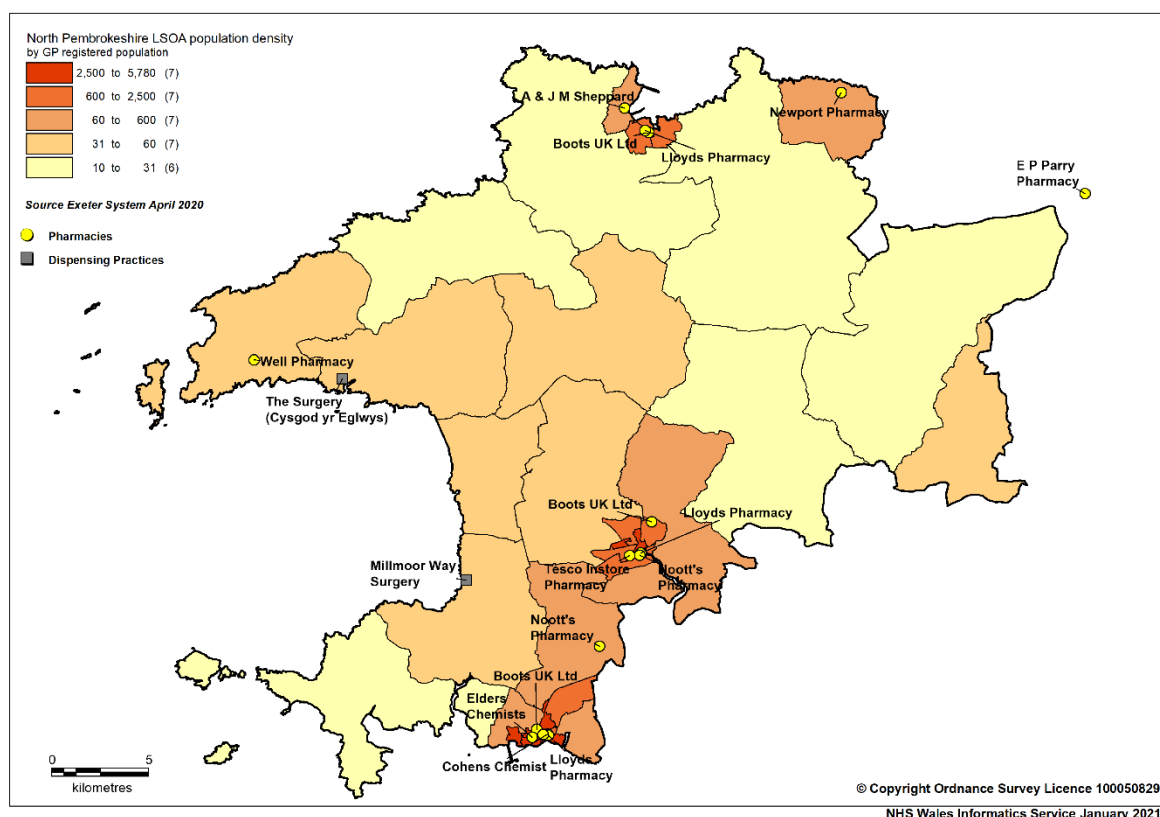 North Pembrokeshire LSOA population density
by GP registered population
2,500 to 5,780 (7)
600 to 2,500 (7)
60 to 600 (7)
31 to 60 (7)
10 to 31 (6)
Source Exeter System April 2020
Pharmacies
Dispensing Practices
A & J M Sheppard
Boots UK Ltd
Lloyds Pharmacy
Newport Pharmacy
E P Parry
Pharmacy
Well Pharmacy
The Surgery
(Cysgod yr Eglwys)
Boots UK Ltd
Lloyds Pharmacy
Tesco Instore
Pharmacy
Noott's
Pharmacy
Millmoor Way
Surgery
Noott's
Pharmacy
Boots UK Ltd
Elders
Chemists
Cohens Chemist
Lloyds
Pharmacy
0 5
kilometres
© Copyright Ordnance Survey Licence 100050829
NHS Wales Informatics Service January 2021